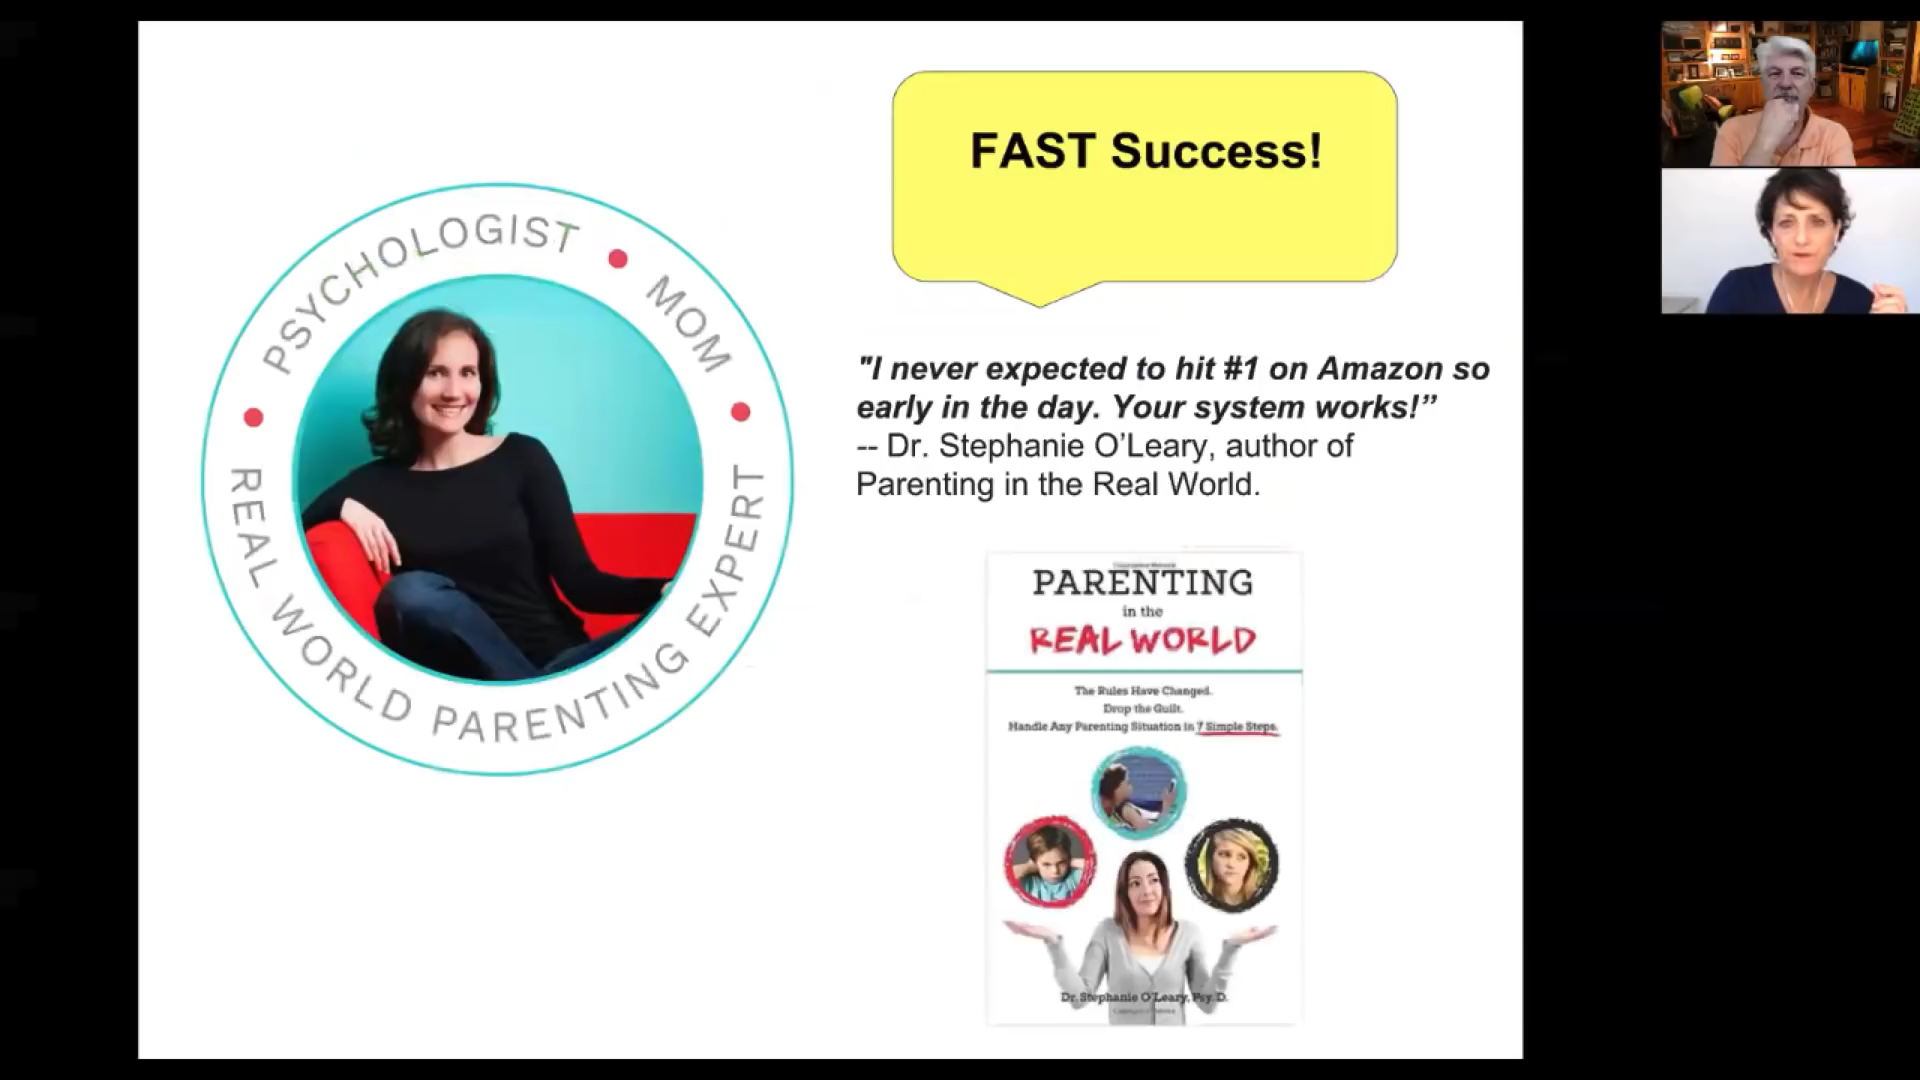 PSYCHOLOGIST • MOM •
REAL WORLD PARENTING EXPERT •
FAST Success!
"I never expected to hit #1 on Amazon so
early in the day. Your system works!”
-- Dr. Stephanie O’Leary, author of
Parenting in the Real World.
PARENTING
in the
REAL WORLD
The Rules Have Changed.
Drop the Guilt.
Handle Any Parenting Situation in 7 Simple Steps.
Dr. Stephanie O'Leary, Psy. D.